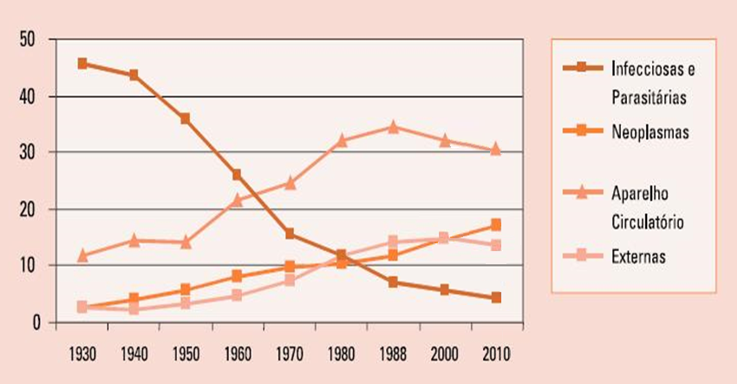 50
40
30
20
10
0
1930 1940 1950 1960 1970 1980 1988 2000 2010
Infecciosas e
Parasitárias
Neoplasmas
Aparelho
Circulatório
Externas